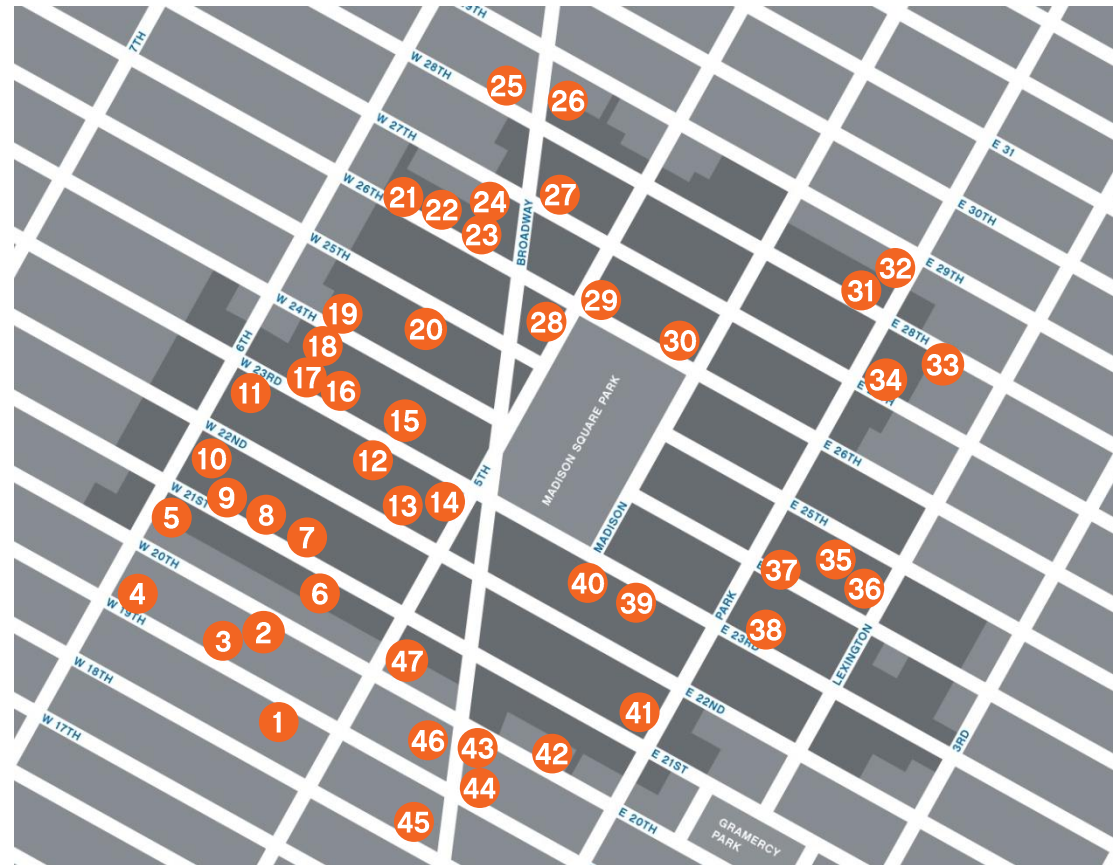 7TH
W 28TH
25
26
W 27TH
E 31
W 26TH
21
22
24
27
BROADWAY
E 30TH
W 25TH
23
32
E 29TH
31
29
W 24TH
19
20
28
30
E 28TH
18
6TH
W 23RD
17
16
11
33
34
15
MADISON SQUARE PARK
W 22ND
10
12
E 26TH
5TH
W 21ST
9
13
14
5
8
7
E 25TH
MADISON
W 20TH
35
37
36
4
6
40
39
W 19TH
PARK
3
2
38
E 23RD
LEXINGTON
W 18TH
47
E 22ND
1
41
W 17TH
46
43
42
3RD
E 21ST
44
45
E 20TH
GRAMERCY
PARK